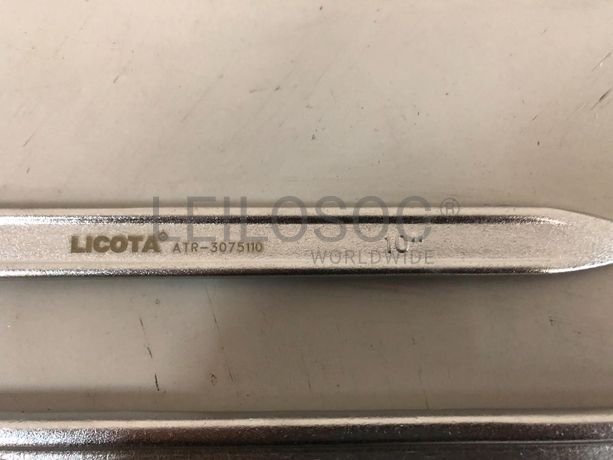 LEILOSOC®
WORLDWIDE
LICOTA® ATR-3075110 10"